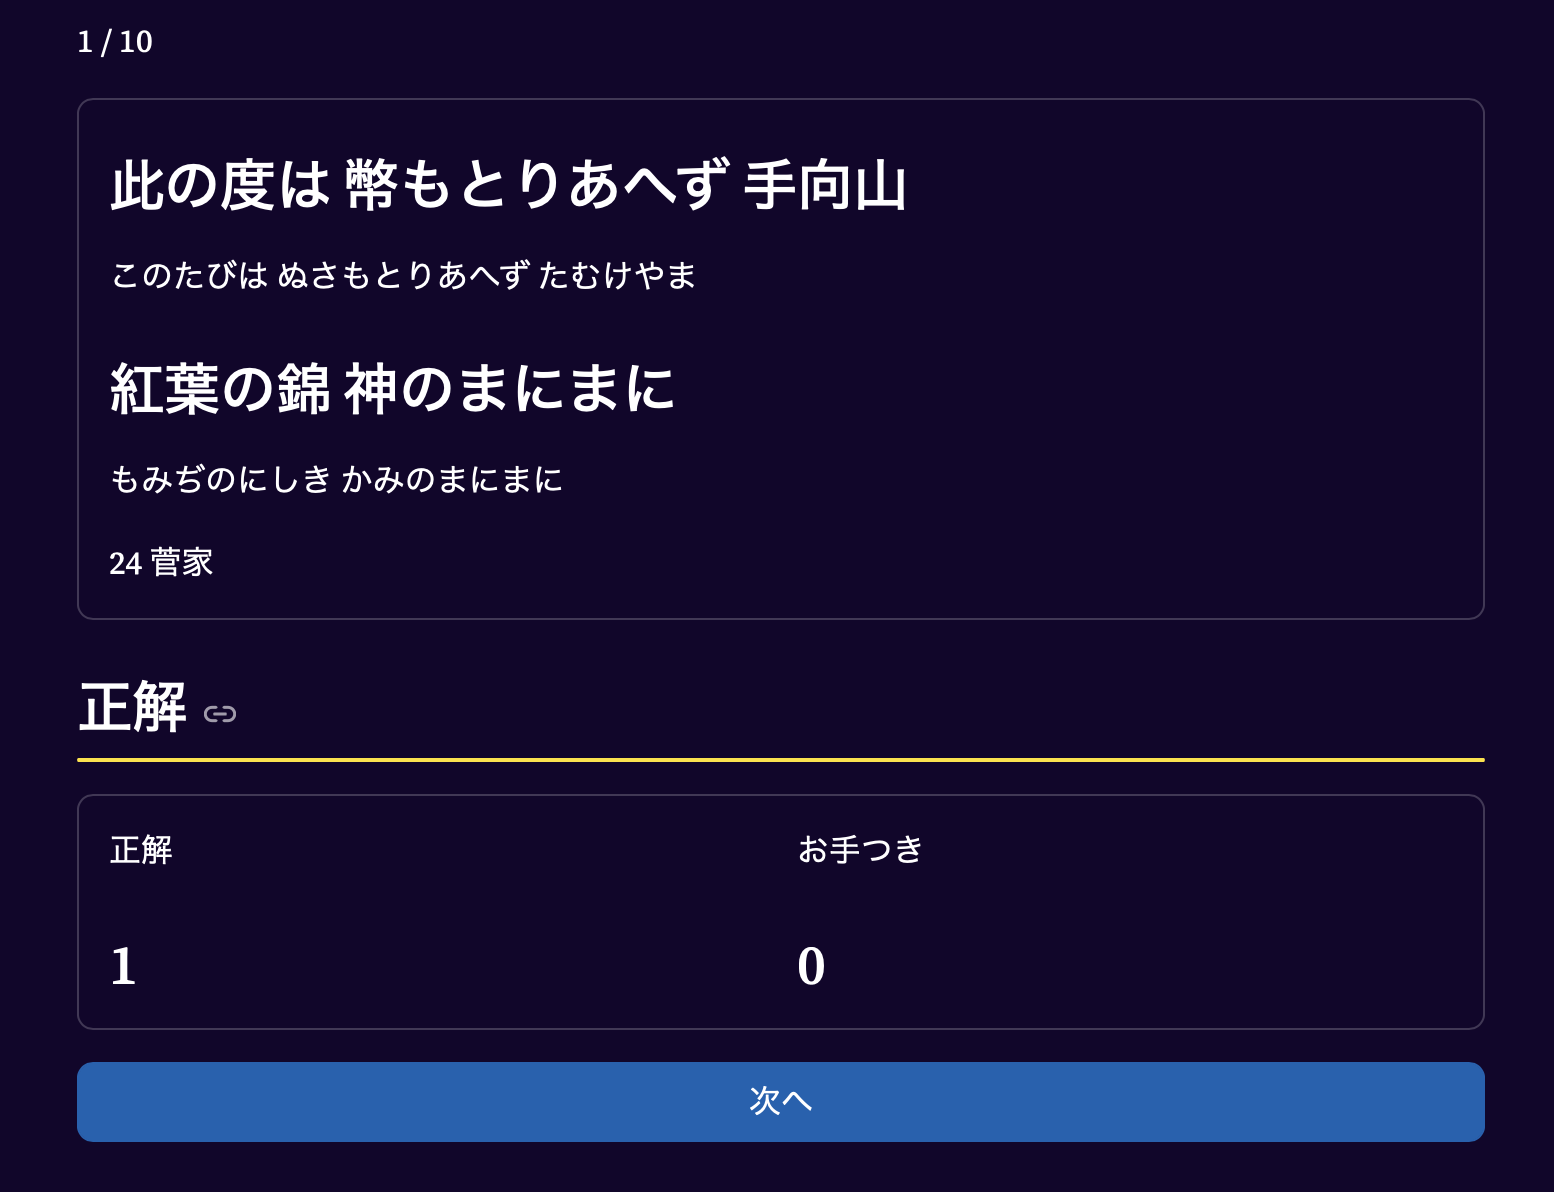 1 / 10
此の度は 幣もとりあへず 手向山
このたびは ぬさもとりあへず たむけやま
紅葉の錦 神のまにまに
もみぢのにしき かみのまにまに
24 菅家
正解
正解 お手つき
1 0
次へ